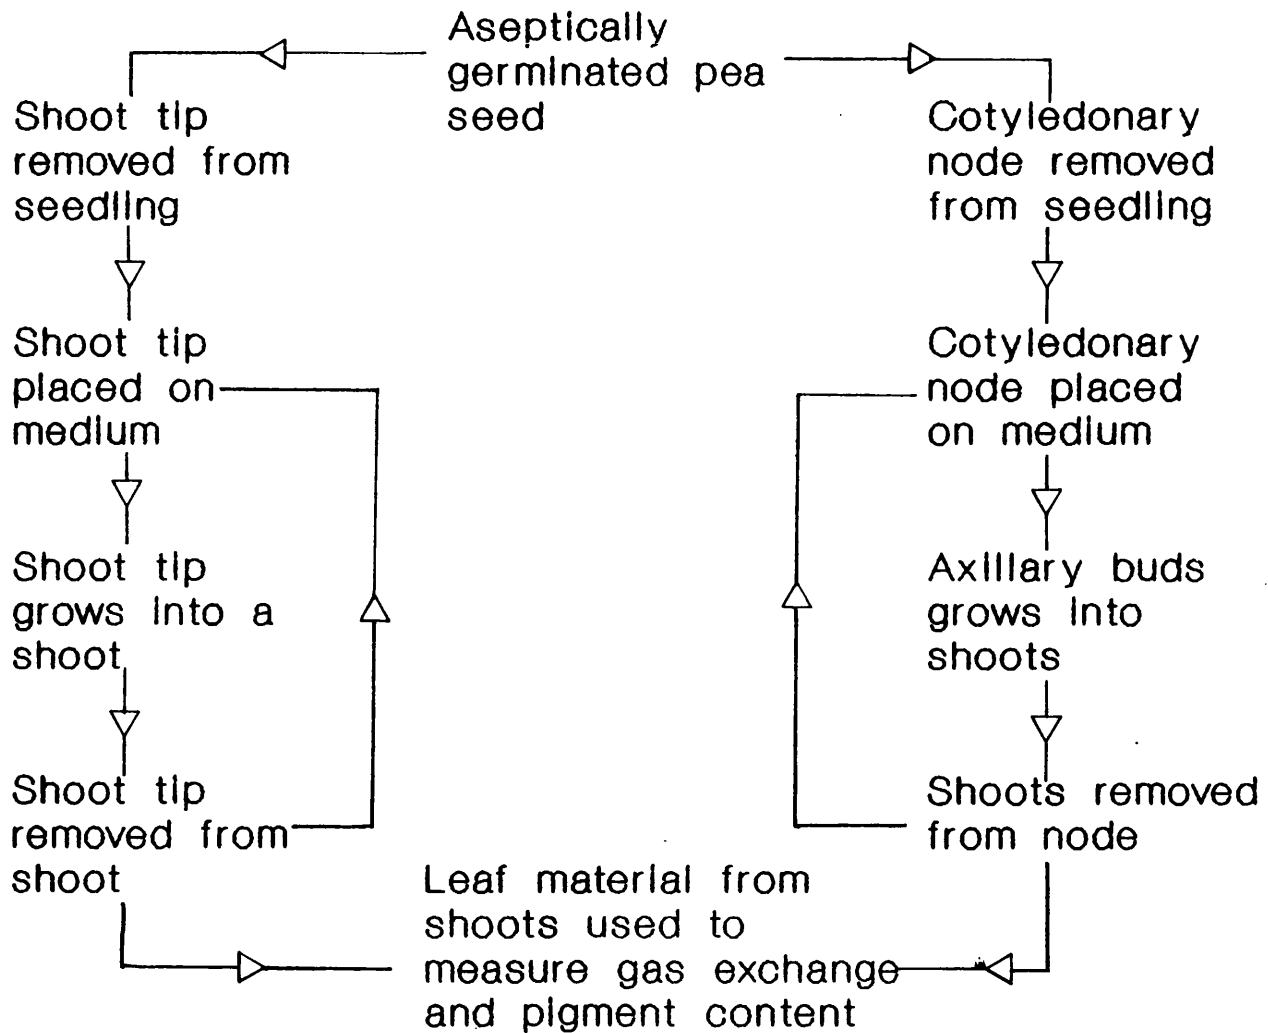 Aseptically
germinated pea
seed
Shoot tip
removed from
seedling
Cotyledonary
node removed
from seedling
Shoot tip
placed on
medium
Cotyledonary
node placed
on medium
Shoot tip
grows into a
shoot
Axillary buds
grows into
shoots
Shoot tip
removed from
shoot
Shoots removed
from node
Leaf material from
shoots used to
measure gas exchange
and pigment content